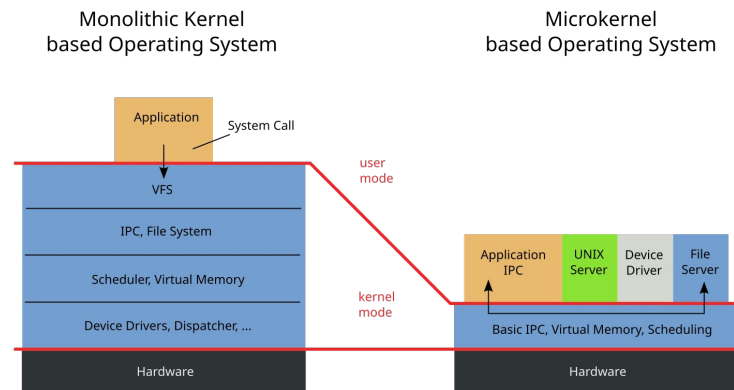 Monolithic Kernel
based Operating System
Microkernel
based Operating System
Application
System Call
VFS
IPC, File System
Scheduler, Virtual Memory
Device Drivers, Dispatcher, ...
Hardware
user
mode
kernel
mode
Application
IPC
UNIX
Server
Device
Driver
File
Server
Basic IPC, Virtual Memory, Scheduling
Hardware